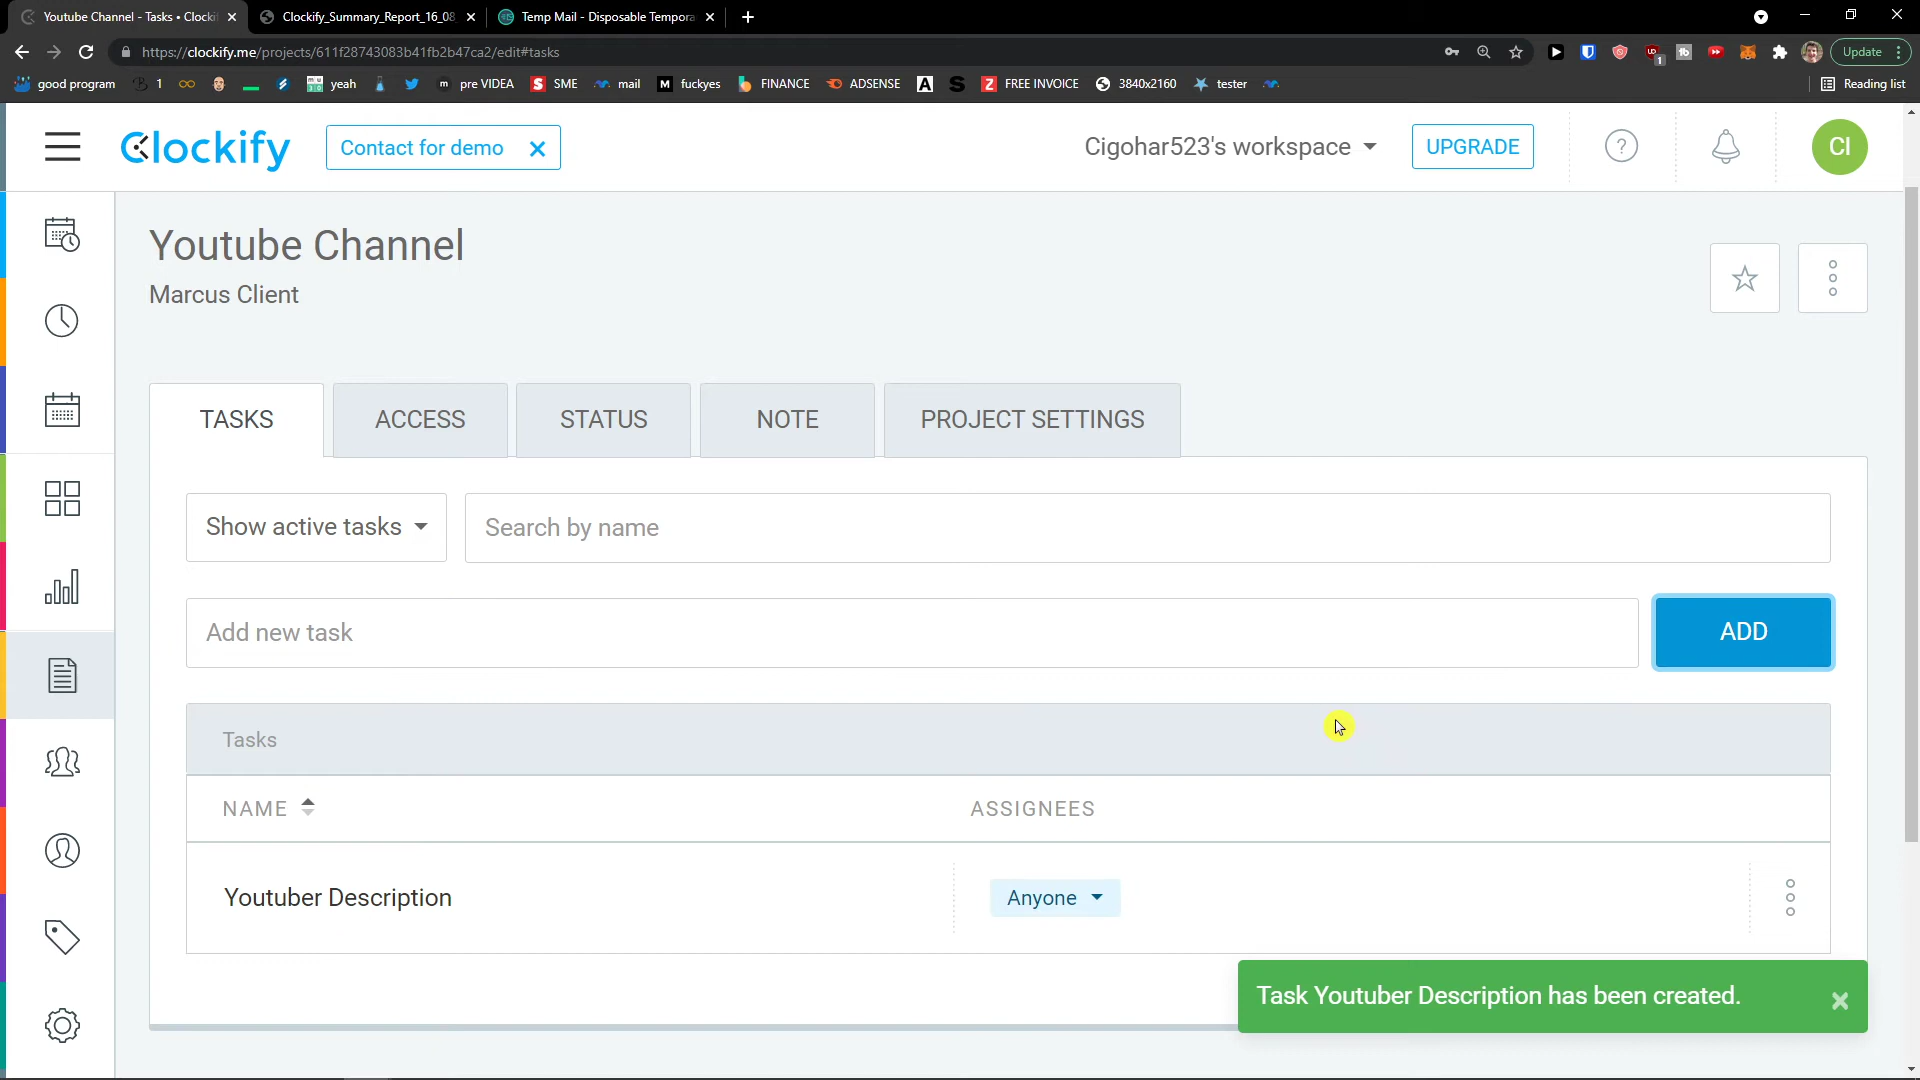 Youtube Channel - Tasks • Clocki
Clockify_Summary_Report_16_08
Temp Mail - Disposable Tempora
https://clockify.me/projects/611f28743083b41fb2b47ca2/edit#tasks
Update
good program
1
yeah
pre VIDEA
SME
mail
fuckyes
FINANCE
ADSENSE
FREE INVOICE
3840x2160
tester
Reading list
Clockify
Contact for demo
Cigohar523's workspace
UPGRADE
CI
Youtube Channel
Marcus Client
TASKS
ACCESS
STATUS
NOTE
PROJECT SETTINGS
Show active tasks
Search by name
Add new task
ADD
Tasks
NAME
ASSIGNEES
Youtuber Description
Anyone
Task Youtuber Description has been created.